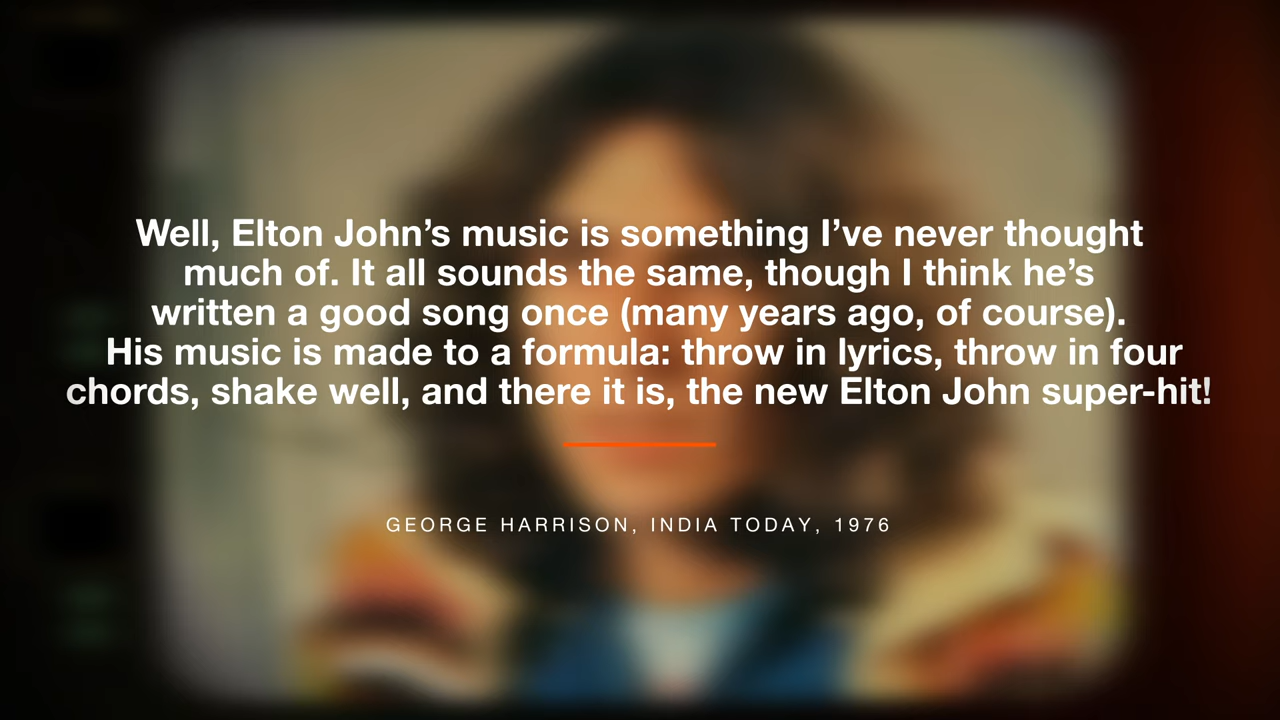 Well, Elton John’s music is something I’ve never thought
much of. It all sounds the same, though I think he’s
written a good song once (many years ago, of course).
His music is made to a formula: throw in lyrics, throw in four
chords, shake well, and there it is, the new Elton John super-hit!
GEORGE HARRISON, INDIA TODAY, 1976